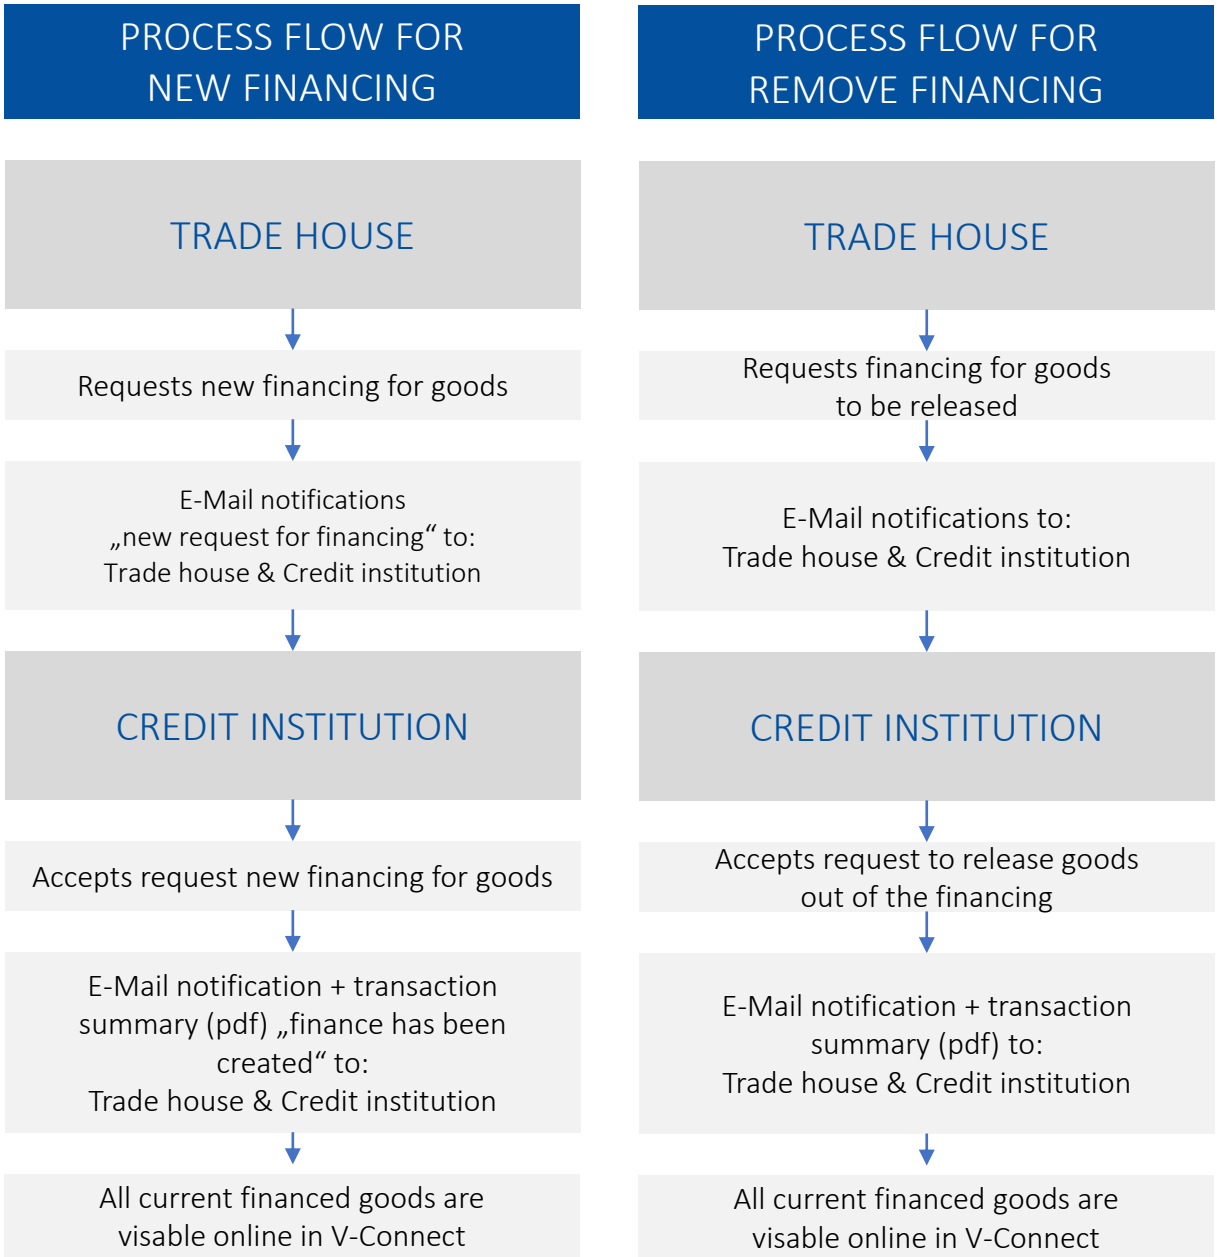 PROCESS FLOW FOR
NEW FINANCING
TRADE HOUSE
Requests new financing for goods
E-Mail notifications
„new request for financing“ to:
Trade house & Credit institution
CREDIT INSTITUTION
Accepts request new financing for goods
E-Mail notification + transaction
summary (pdf) „finance has been
created“ to:
Trade house & Credit institution
All current financed goods are
visable online in V-Connect
PROCESS FLOW FOR
REMOVE FINANCING
TRADE HOUSE
Requests financing for goods
to be released
E-Mail notifications to:
Trade house & Credit institution
CREDIT INSTITUTION
Accepts request to release goods
out of the financing
E-Mail notification + transaction
summary (pdf) to:
Trade house & Credit institution
All current financed goods are
visable online in V-Connect